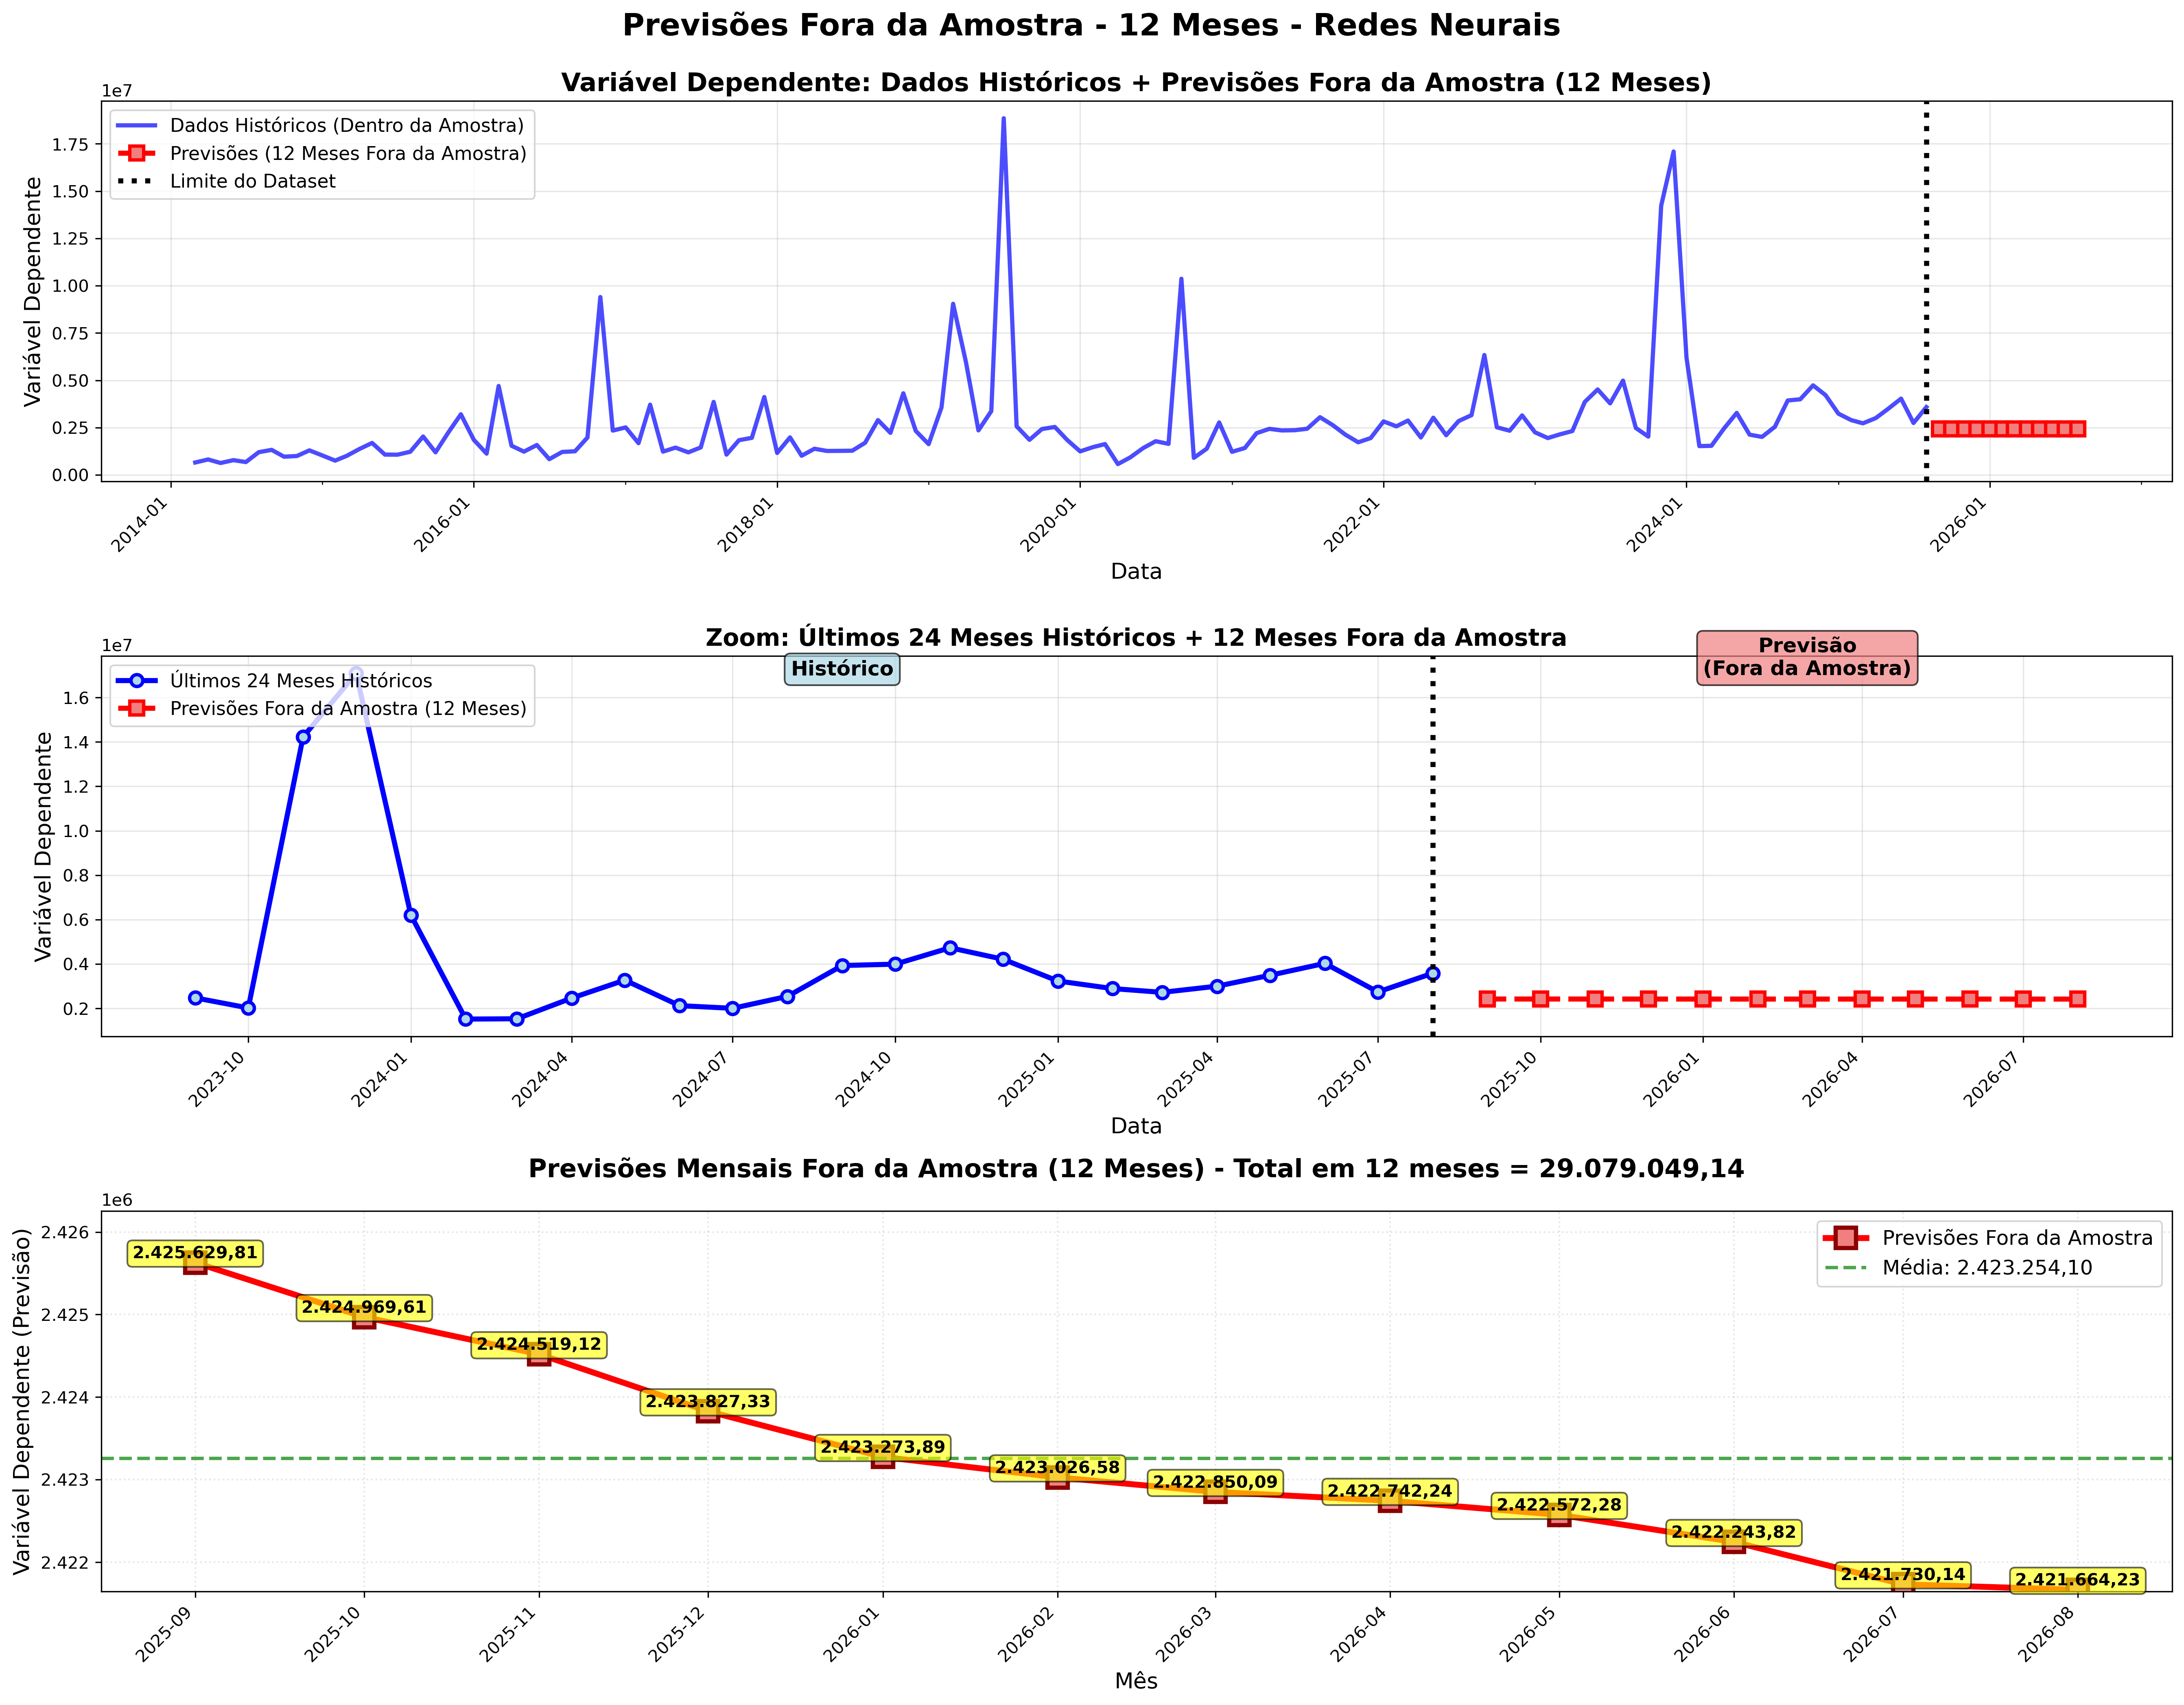 Previsões Fora da Amostra - 12 Meses - Redes Neurais
Variável Dependente: Dados Históricos + Previsões Fora da Amostra (12 Meses)
1e7
Dados Históricos (Dentro da Amostra)
Previsões (12 Meses Fora da Amostra)
Limite do Dataset
Variável Dependente
1.75
1.50
1.25
1.00
0.75
0.50
0.25
0.00
2014-01
2016-01
2018-01
2020-01
2022-01
2024-01
2026-01
Data
Zoom: Últimos 24 Meses Históricos + 12 Meses Fora da Amostra
1e7
Últimos 24 Meses Históricos
Previsões Fora da Amostra (12 Meses)
Histórico
Previsão
(Fora da Amostra)
Variável Dependente
1.6
1.4
1.2
1.0
0.8
0.6
0.4
0.2
2023-10
2024-01
2024-04
2024-07
2024-10
2025-01
2025-04
2025-07
2025-10
2026-01
2026-04
2026-07
Data
Previsões Mensais Fora da Amostra (12 Meses) - Total em 12 meses = 29.079.049,14
1e6
Previsões Fora da Amostra
Média: 2.423.254,10
Variável Dependente (Previsão)
2.426
2.425
2.424
2.423
2.422
2.425.629,81
2.424.969,61
2.424.519,12
2.423.827,33
2.423.273,89
2.423.026,58
2.422.850,09
2.422.742,24
2.422.572,28
2.422.243,82
2.421.730,14
2.421.664,23
2025-09
2025-10
2025-11
2025-12
2026-01
2026-02
2026-03
2026-04
2026-05
2026-06
2026-07
2026-08
Mês